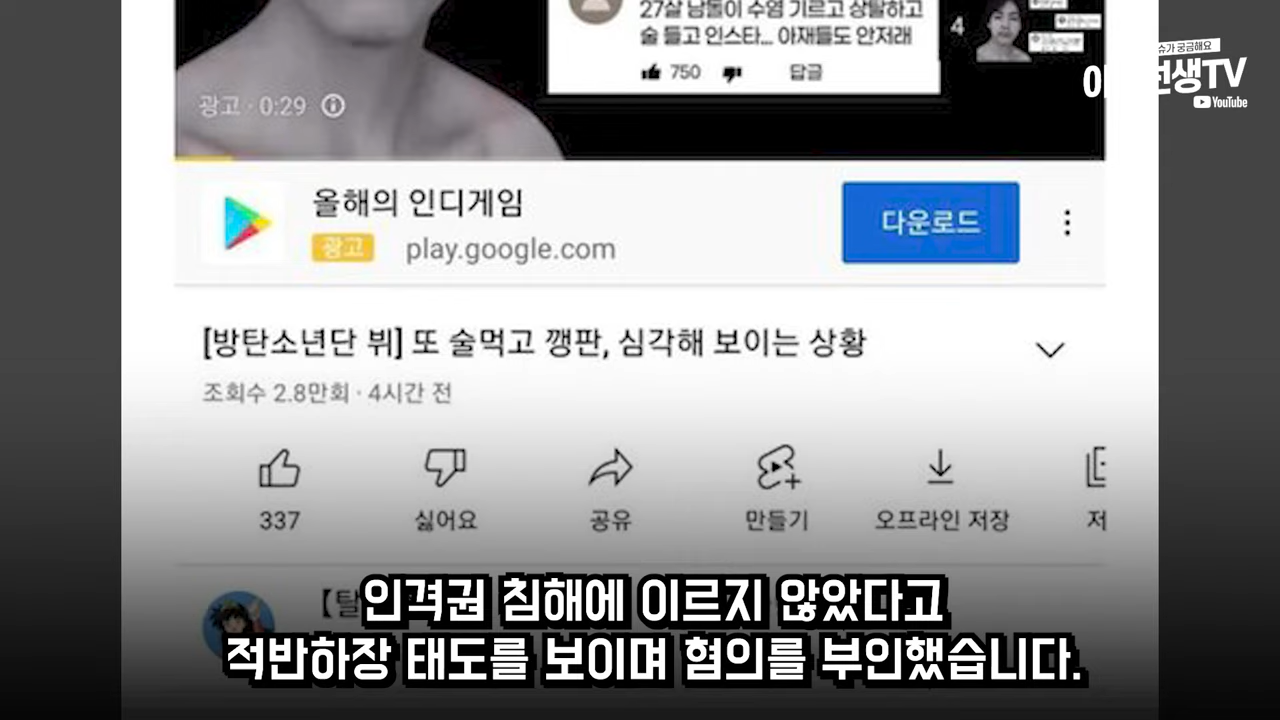 27살 남돌이 수염 기르고 상탈하고
술 들고 인스타... 아재들도 안저래
750 답글
4
슈가 궁금해요
생TV
YouTube
광고 · 0:29
올해의 인디게임
광고 play.google.com
다운로드
[방탄소년단 뷔] 또 술먹고 깽판, 심각해 보이는 상황
조회수 2.8만회 · 4시간 전
337 싫어요 공유 만들기 오프라인 저장 저
【탈
인격권 침해에 이르지 않았다고
적반하장 태도를 보이며 혐의를 부인했습니다.